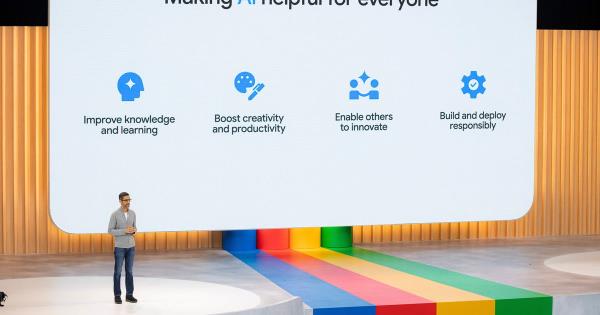 Making AI helpful for everyone
Improve knowledge
and learning
Boost creativity
and productivity
Enable others
to innovate
Build and deploy
responsibly